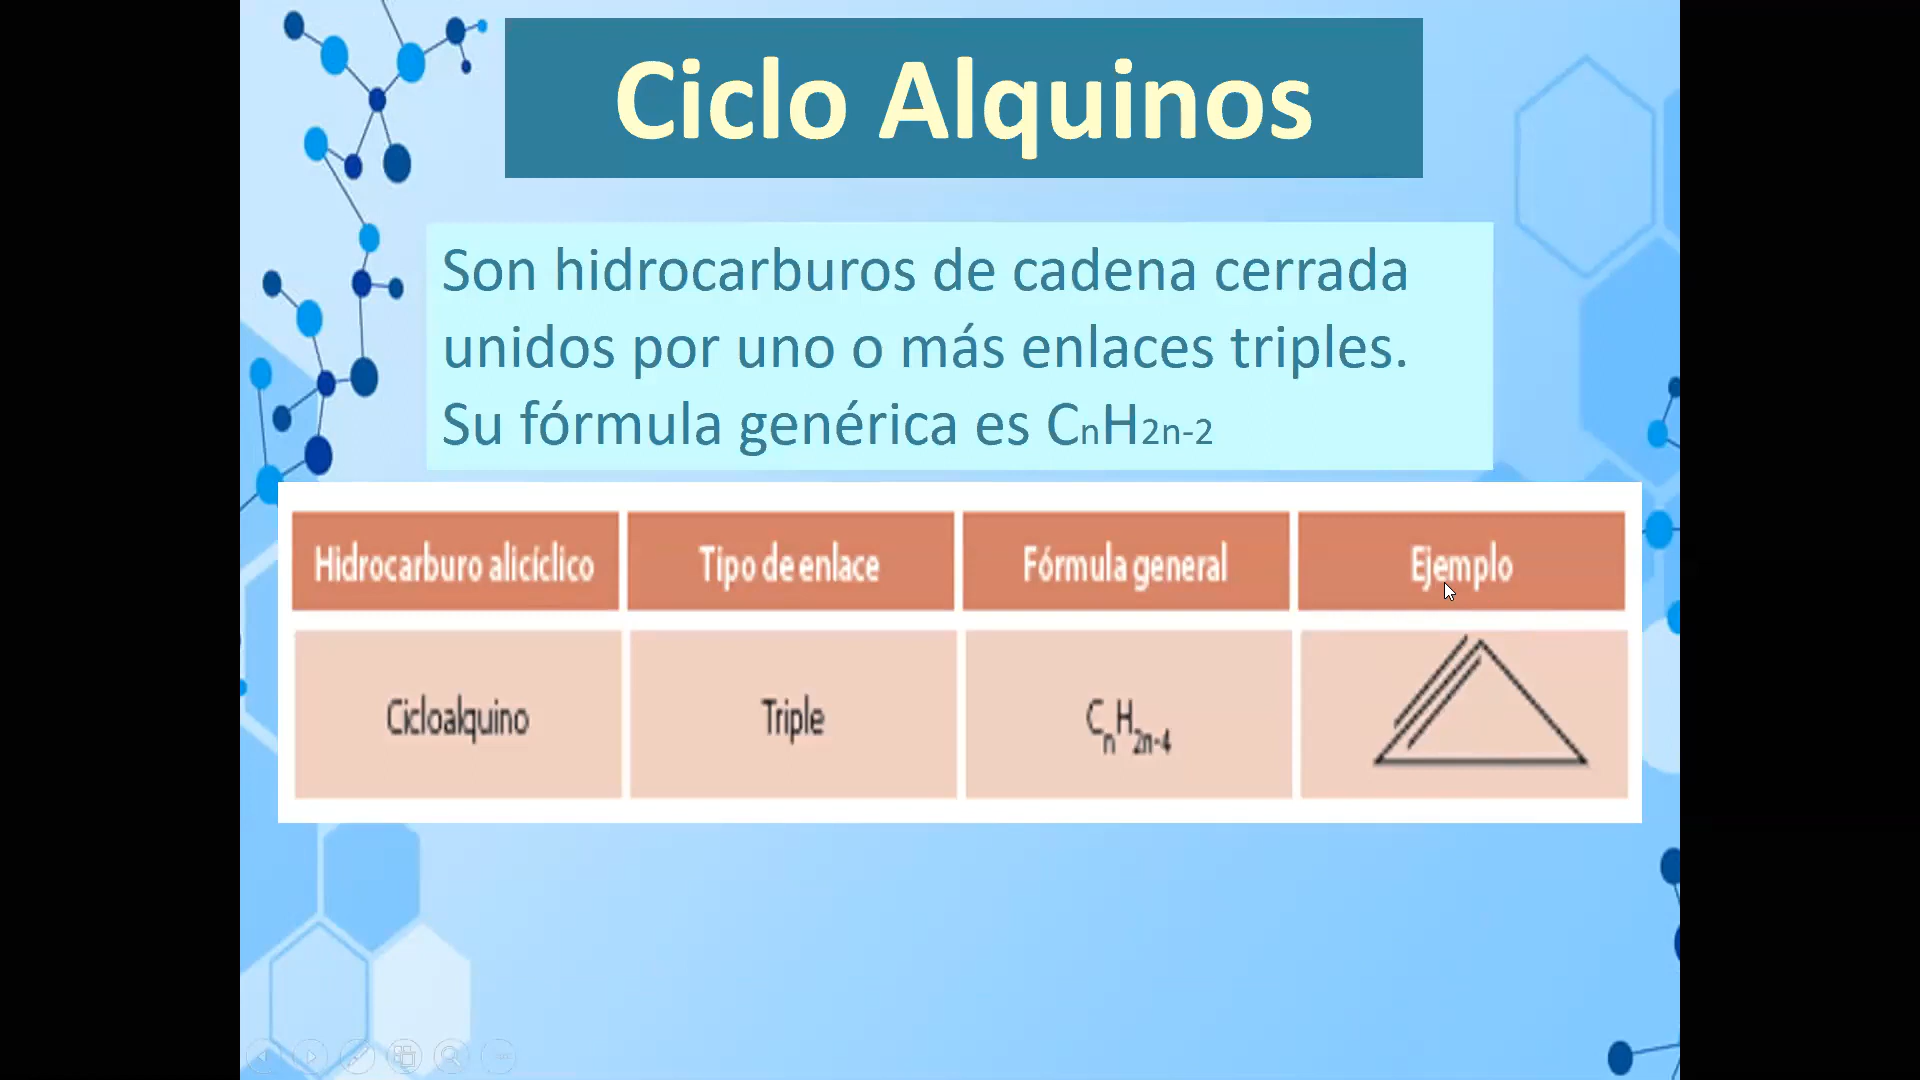 Ciclo Alquinos
Son hidrocarburos de cadena cerrada
unidos por uno o más enlaces triples.
Su fórmula genérica es CnH2n-2
Hidrocarburo alicíclico Tipo de enlace Fórmula general Ejemplo
Cicloalquino Triple CnH2n-4